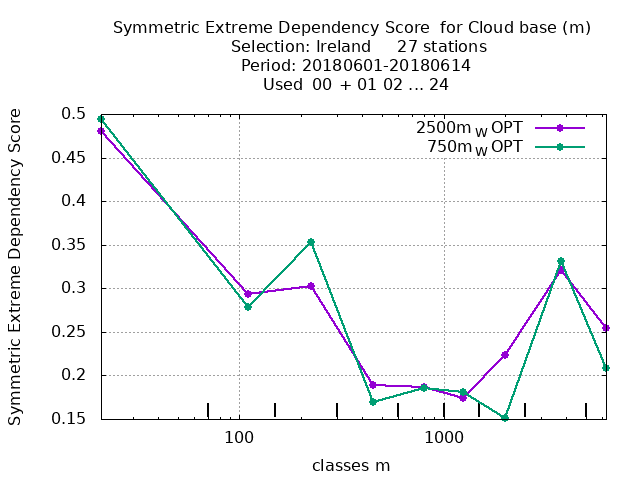 Symmetric Extreme Dependency Score  for Cloud base (m)
Selection: Ireland     27 stations
Period: 20180601-20180614
Used  00 + 01 02 ... 24
Symmetric Extreme Dependency Score
0.5
0.45
0.4
0.35
0.3
0.25
0.2
0.15
2500m W OPT
750m W OPT
100
1000
classes m